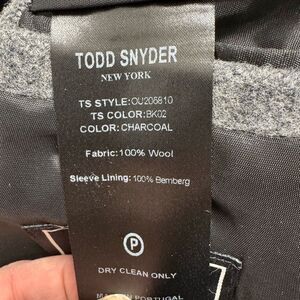 TODD SNYDER
NEW YORK
TS STYLE:OU206810
TS COLOR:BK02
COLOR: CHARCOAL
Fabric:100% Wool
Sleeve Lining:100% Bemberg
P
DRY CLEAN ONLY
PORTUGAL